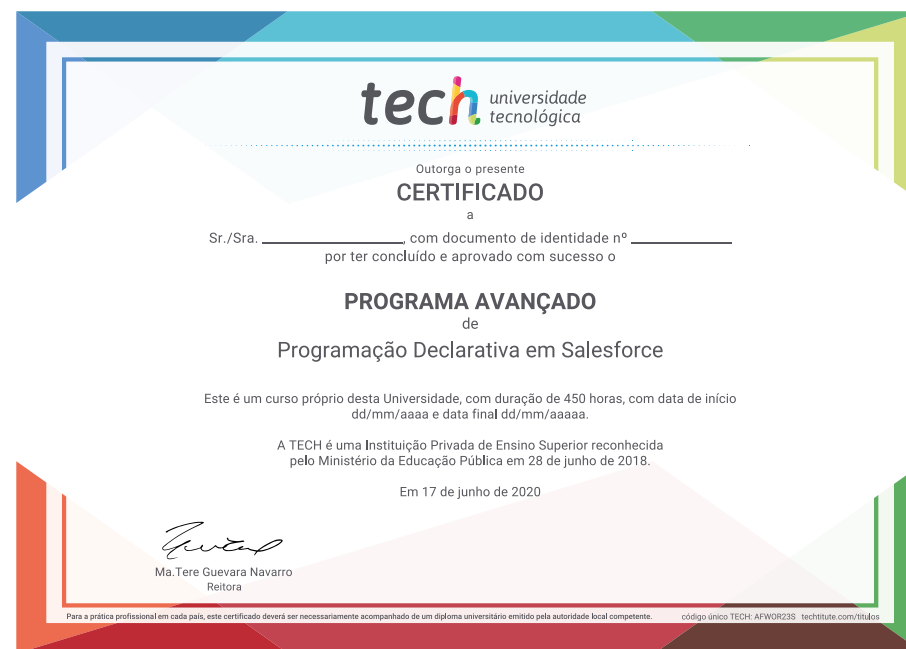 tech universidade
tecnológica
Outorga o presente
CERTIFICADO
a
Sr./Sra. ______________, com documento de identidade nº __________
por ter concluído e aprovado com sucesso o
PROGRAMA AVANÇADO
de
Programação Declarativa em Salesforce
Este é um curso próprio desta Universidade, com duração de 450 horas, com data de início
dd/mm/aaaa e data final dd/mm/aaaaa.
A TECH é uma Instituição Privada de Ensino Superior reconhecida
pelo Ministério da Educação Pública em 28 de junho de 2018.
Em 17 de junho de 2020
Ma.Tere Guevara Navarro
Reitora
Para a prática profissional em cada país, este certificado deverá ser necessariamente acompanhado de um diploma universitário emitido pela autoridade local competente. código único TECH: AFWOR23S techtitute.com/titulos